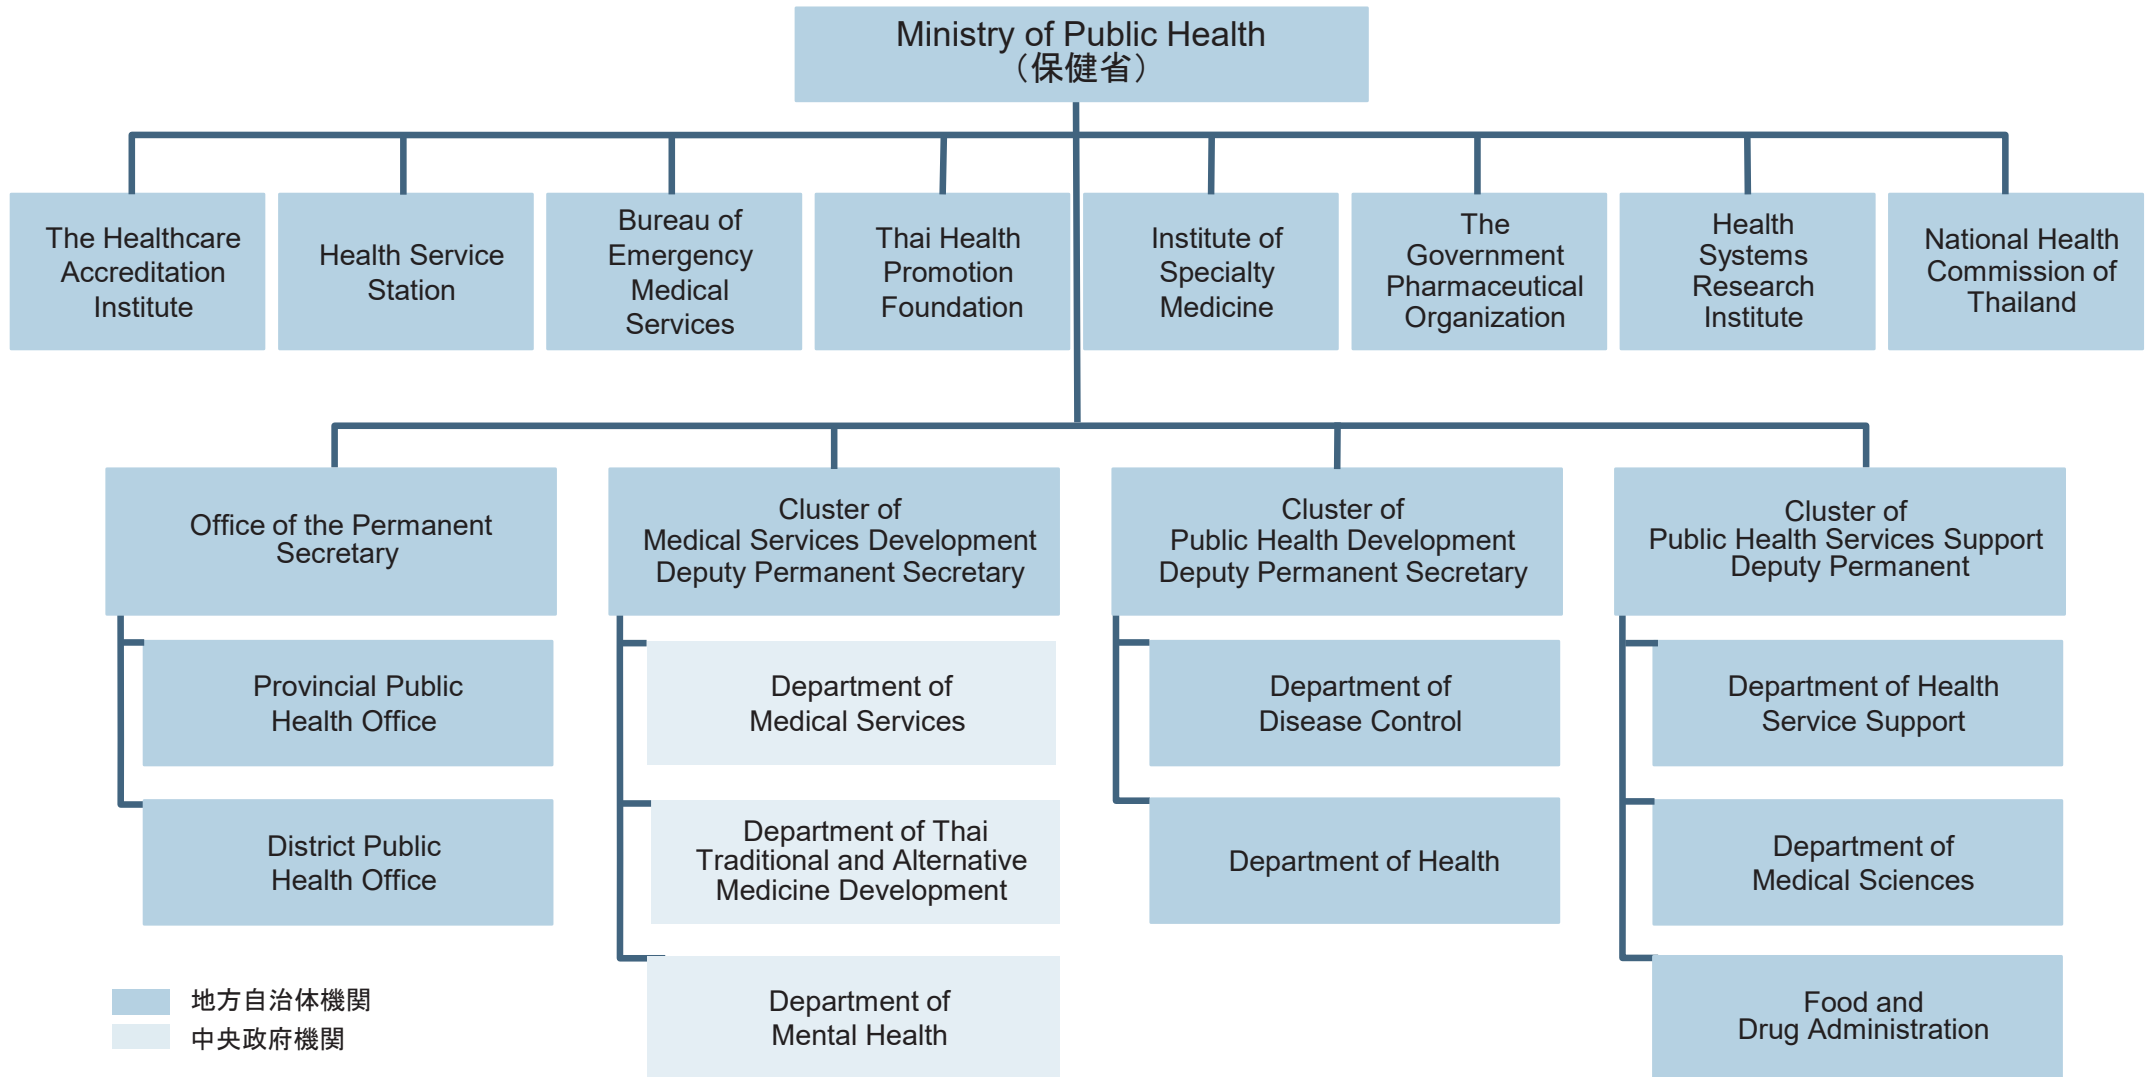 Ministry of Public Health
（保健省）
The Healthcare
Accreditation
Institute
Health Service
Station
Bureau of
Emergency
Medical
Services
Thai Health
Promotion
Foundation
Institute of
Specialty
Medicine
The
Government
Pharmaceutical
Organization
Health
Systems
Research
Institute
National Health
Commission of
Thailand
Office of the Permanent
Secretary
Cluster of
Medical Services Development
Deputy Permanent Secretary
Cluster of
Public Health Development
Deputy Permanent Secretary
Cluster of
Public Health Services Support
Deputy Permanent
Provincial Public
Health Office
Department of
Medical Services
Department of
Disease Control
Department of Health
Service Support
District Public
Health Office
Department of Thai
Traditional and Alternative
Medicine Development
Department of Health
Department of
Medical Sciences
Department of
Mental Health
Food and
Drug Administration
地方自治体機関
中央政府機関